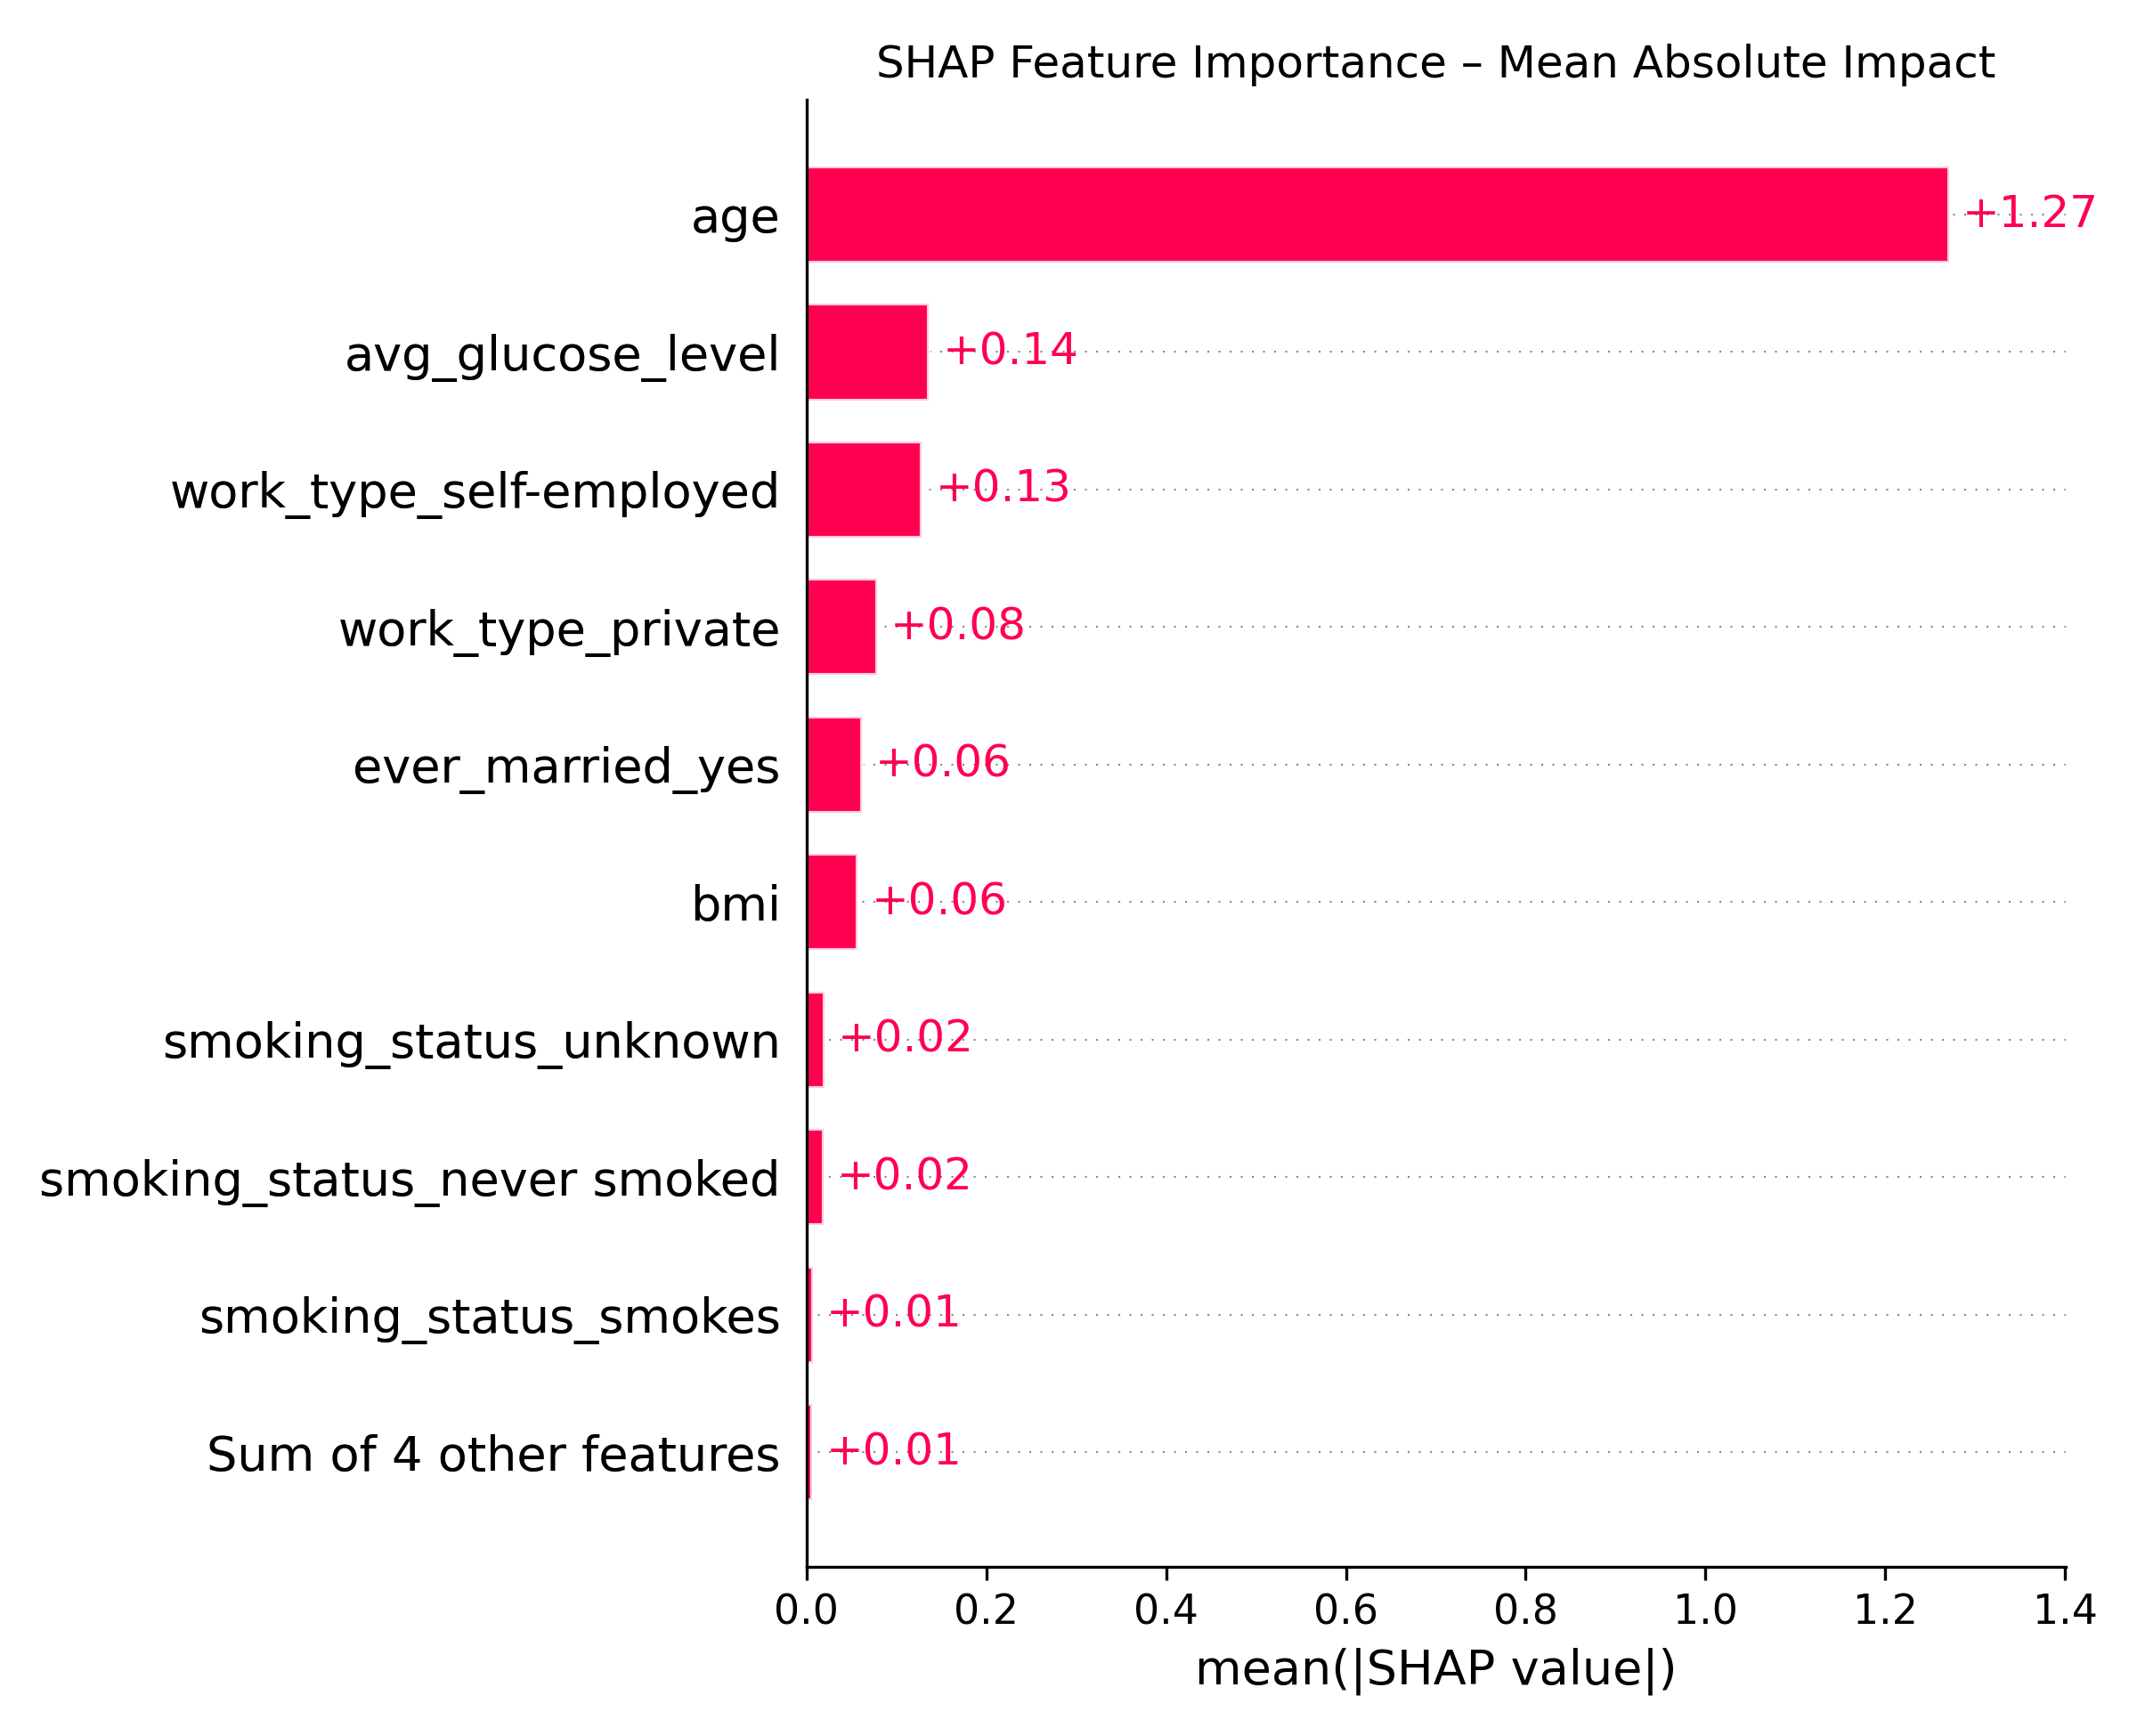 SHAP Feature Importance – Mean Absolute Impact
age +1.27
avg_glucose_level +0.14
work_type_self-employed +0.13
work_type_private +0.08
ever_married_yes +0.06
bmi +0.06
smoking_status_unknown +0.02
smoking_status_never smoked +0.02
smoking_status_smokes +0.01
Sum of 4 other features +0.01
0.0 0.2 0.4 0.6 0.8 1.0 1.2 1.4
mean(|SHAP value|)